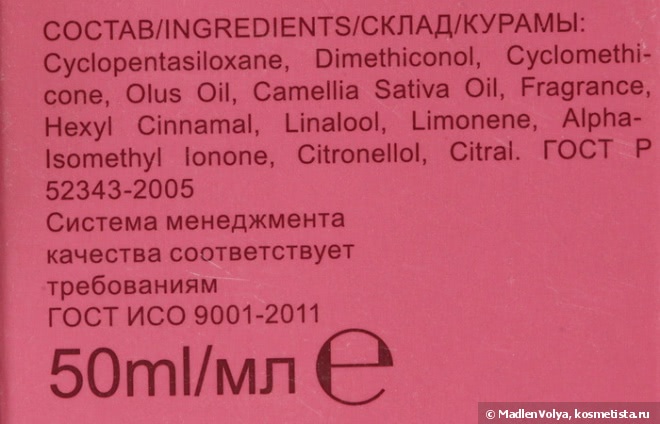 СОСТАВ/INGREDIENTS/СКЛАД/КУРАМЫ:
Cyclopentasiloxane, Dimethiconol, Cyclomethi-
cone, Olus Oil, Camellia Sativa Oil, Fragrance,
Hexyl Cinnamal, Linalool, Limonene, Alpha-
Isomethyl Ionone, Citronellol, Citral. ГОСТ Р
52343-2005
Система менеджмента
качества соответствует
требованиям
ГОСТ ИСО 9001-2011
50ml/мл e
© MadlenVolya, kosmetista.ru